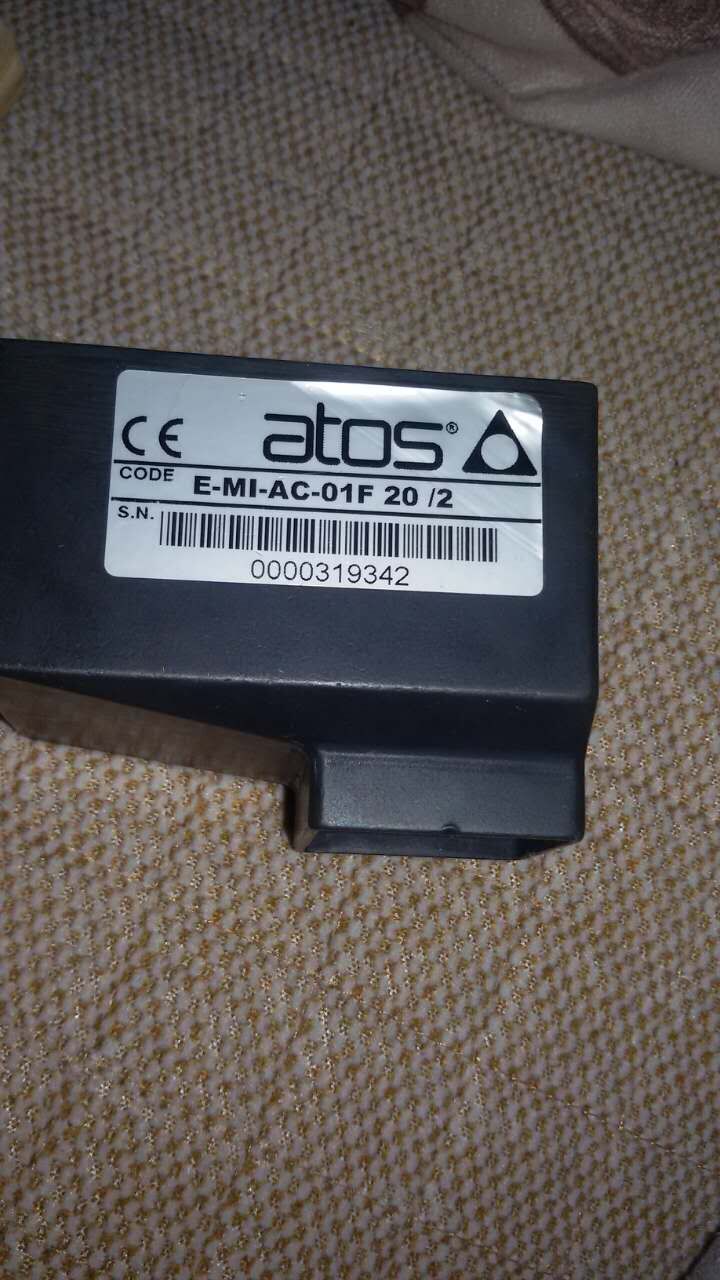 CE atos®
CODE E-MI-AC-01F 20 /2
S.N.
0000319342